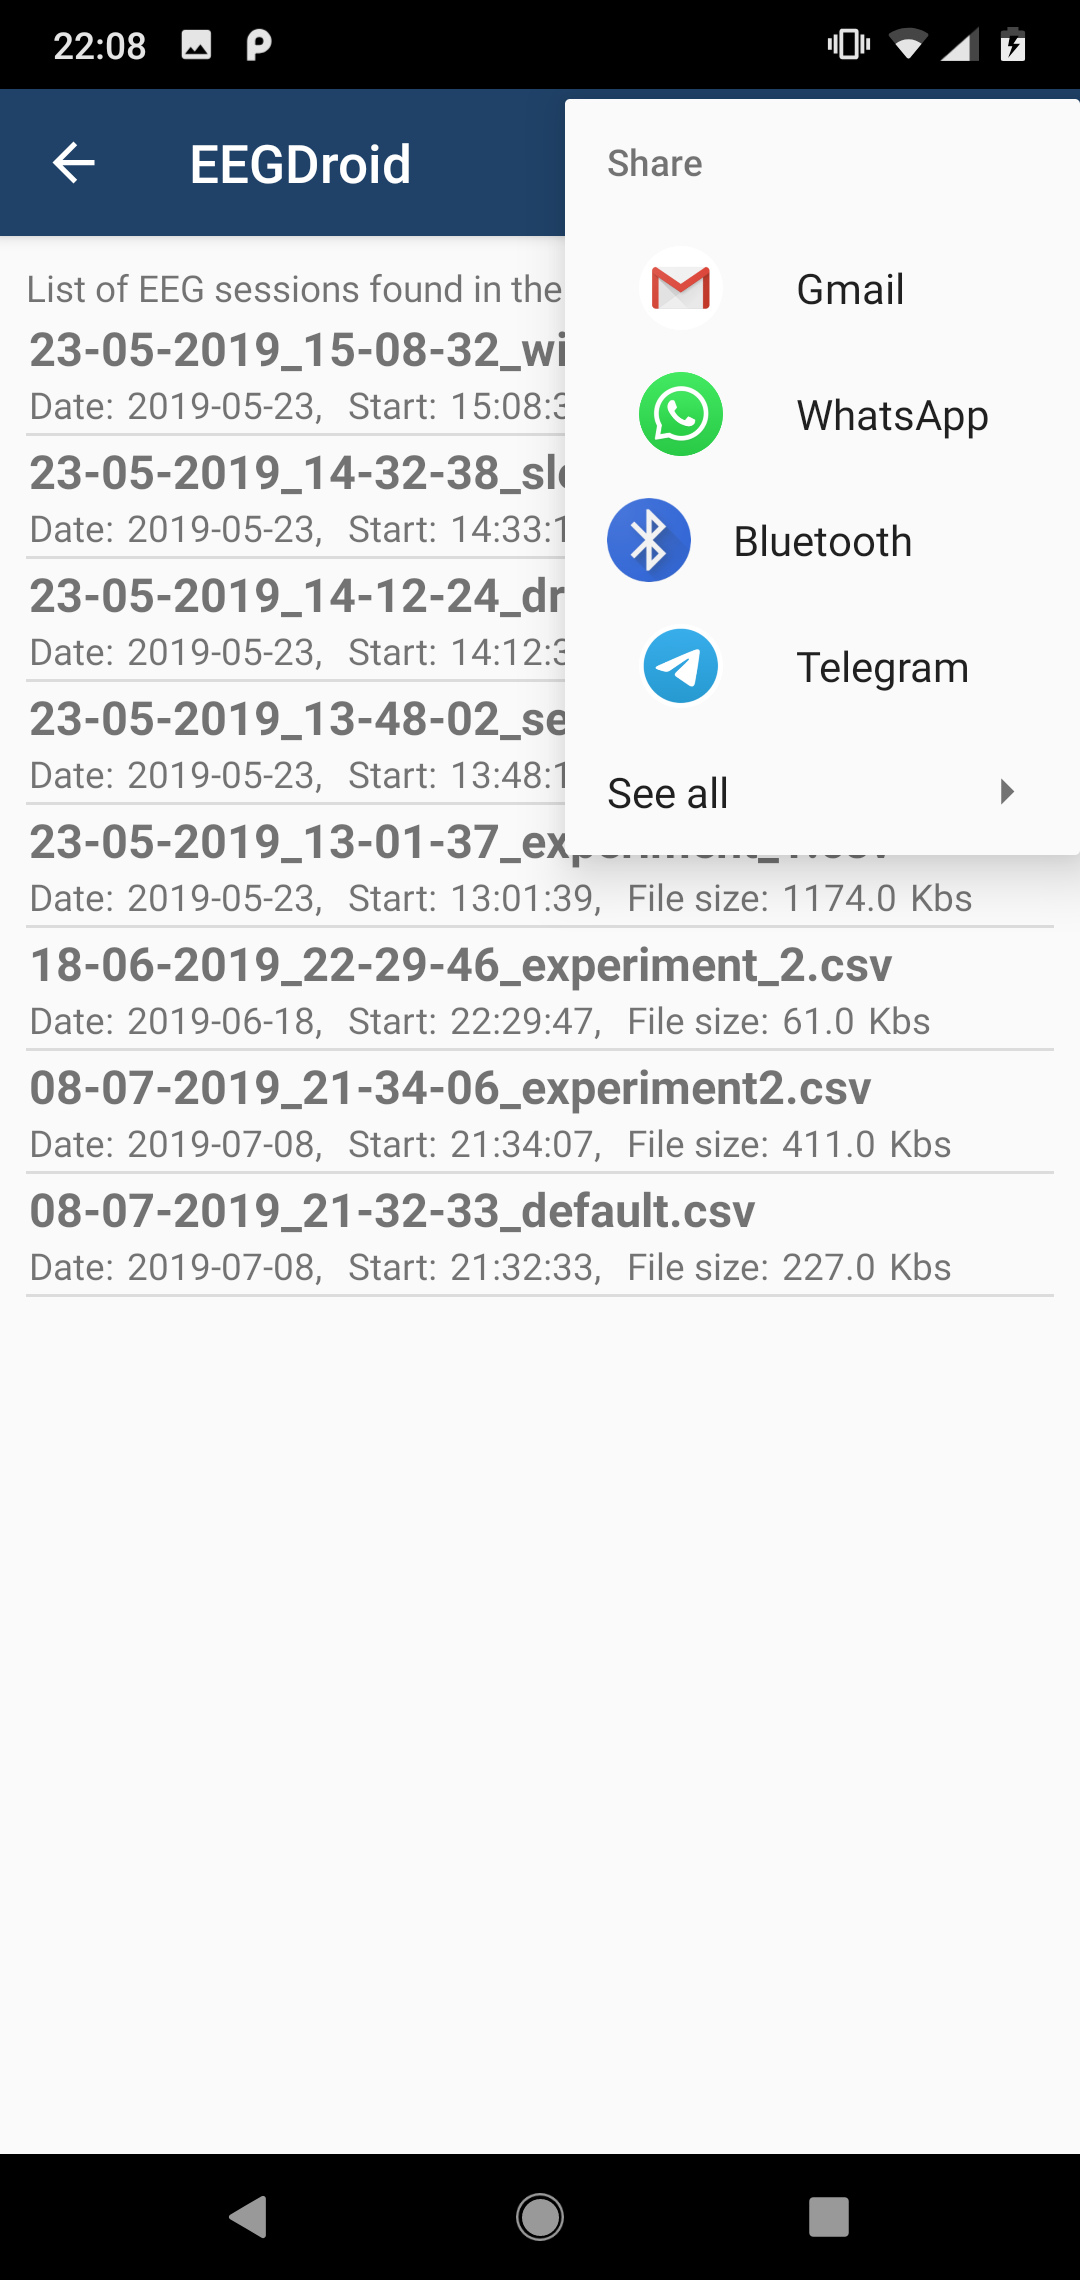 22:08
EEGDroid
Share
Gmail
WhatsApp
Bluetooth
Telegram
See all
List of EEG sessions found in the
23-05-2019_15-08-32_wi
Date: 2019-05-23, Start: 15:08:3
23-05-2019_14-32-38_sl
Date: 2019-05-23, Start: 14:33:1
23-05-2019_14-12-24_dr
Date: 2019-05-23, Start: 14:12:3
23-05-2019_13-48-02_se
Date: 2019-05-23, Start: 13:48:1
23-05-2019_13-01-37_ex
Date: 2019-05-23, Start: 13:01:39, File size: 1174.0 Kbs
18-06-2019_22-29-46_experiment_2.csv
Date: 2019-06-18, Start: 22:29:47, File size: 61.0 Kbs
08-07-2019_21-34-06_experiment2.csv
Date: 2019-07-08, Start: 21:34:07, File size: 411.0 Kbs
08-07-2019_21-32-33_default.csv
Date: 2019-07-08, Start: 21:32:33, File size: 227.0 Kbs